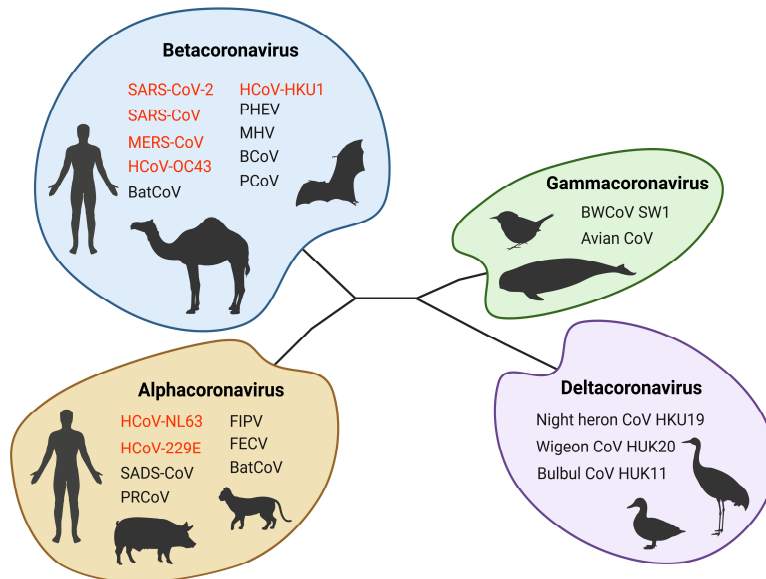 Betacoronavirus
SARS-CoV-2
SARS-CoV
MERS-CoV
HCoV-OC43
BatCoV
HCoV-HKU1
PHEV
MHV
BCoV
PCoV
Gammacoronavirus
BWCoV SW1
Avian CoV
Alphacoronavirus
HCoV-NL63
HCoV-229E
SADS-CoV
PRCoV
FIPV
FECV
BatCoV
Deltacoronavirus
Night heron CoV HKU19
Wigeon CoV HUK20
Bulbul CoV HUK11